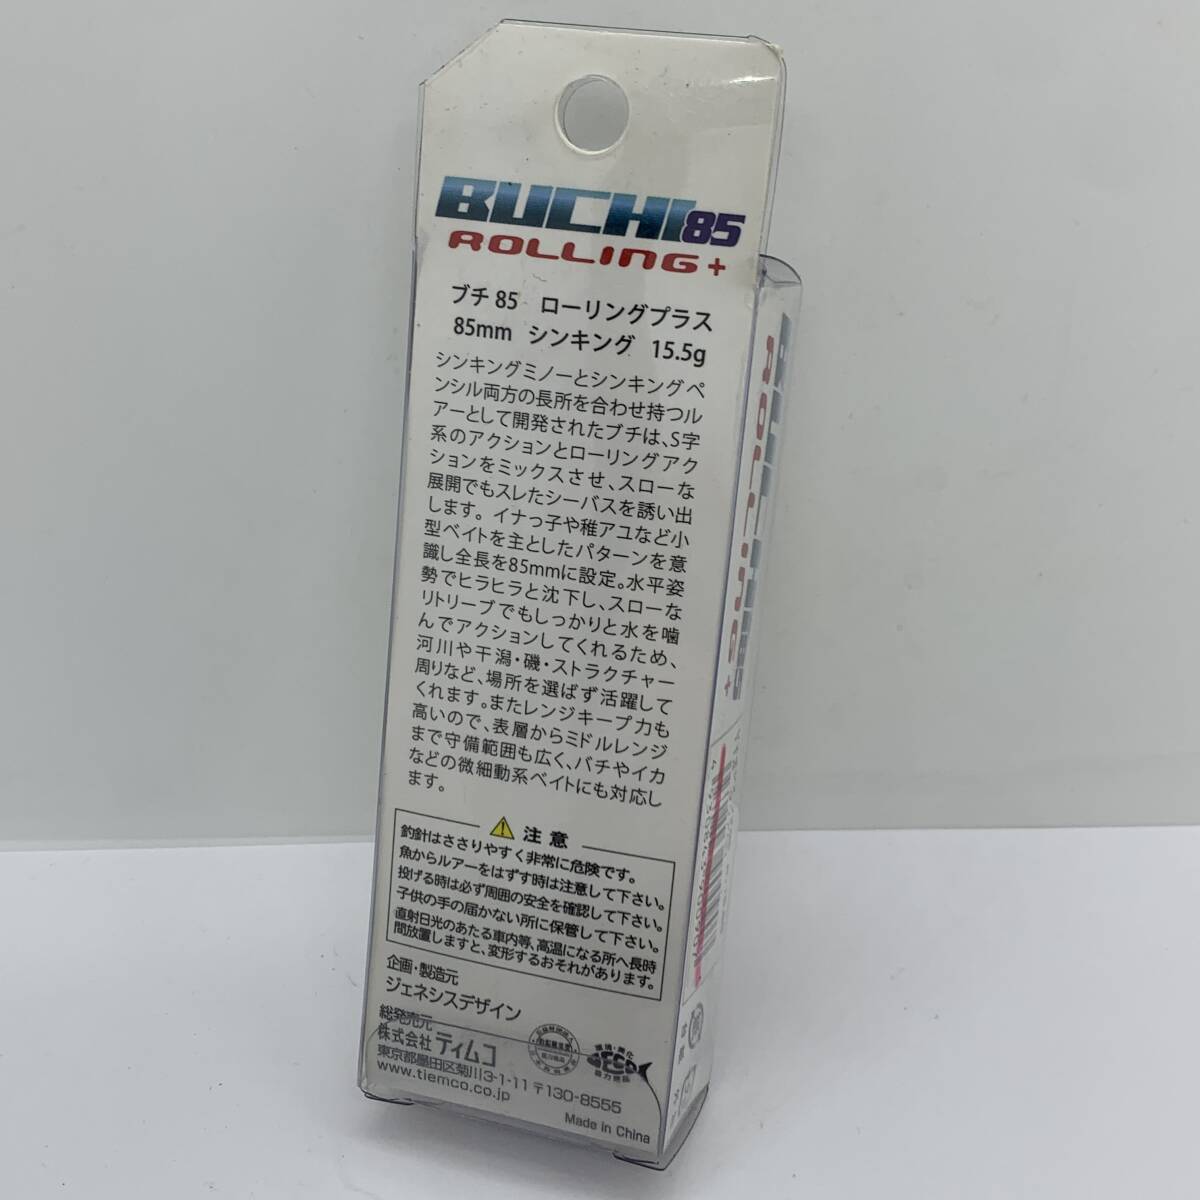 BUCHI85
ROLLING+
ブチ 85 ローリングプラス
85mm シンキング 15.5g
シンキングミノーとシンキングペ
ンシル両方の長所を合わせ持つル
アーとして開発されたブチは、S字
系のアクションとローリングアク
ションをミックスさせ、スローな
展開でもスレたシーバスを誘い出
します。イナっ子や稚アユなど小
型ベイトを主としたパターンを意
識し全長を85mmに設定。水平姿
勢でヒラヒラと沈下し、スローな
リトリーブでもしっかりと水を噛
んでアクションしてくれるため、
河川や干潟・磯・ストラクチャー
周りなど、場所を選ばず活躍して
くれます。またレンジキープ力も
高いので、表層からミドルレンジ
まで守備範囲も広く、バチやイカ
などの微細動系ベイトにも対応し
ます。
注意
釣針はささりやすく非常に危険です。
魚からルアーをはずす時は注意して下さい。
投げる時は必ず周囲の安全を確認して下さい。
子供の手の届かない所に保管して下さい。
直射日光のあたる車内等、高温になる所へ長時
間放置しますと、変形するおそれがあります。
企画・製造元
ジェネシスデザイン
総発売元
株式会社 ティムコ
東京都墨田区菊川3-1-11 〒130-8555
www.tiemco.co.jp
環境・美化
ECO
協力商品
Made in China
ROLLING+